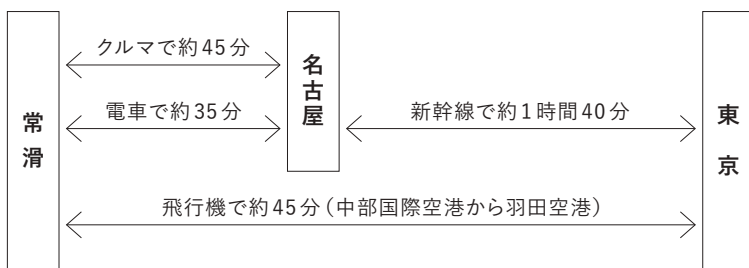 常滑
クルマで約45分
電車で約35分
名古屋
新幹線で約1時間40分
飛行機で約45分(中部国際空港から羽田空港)
東京